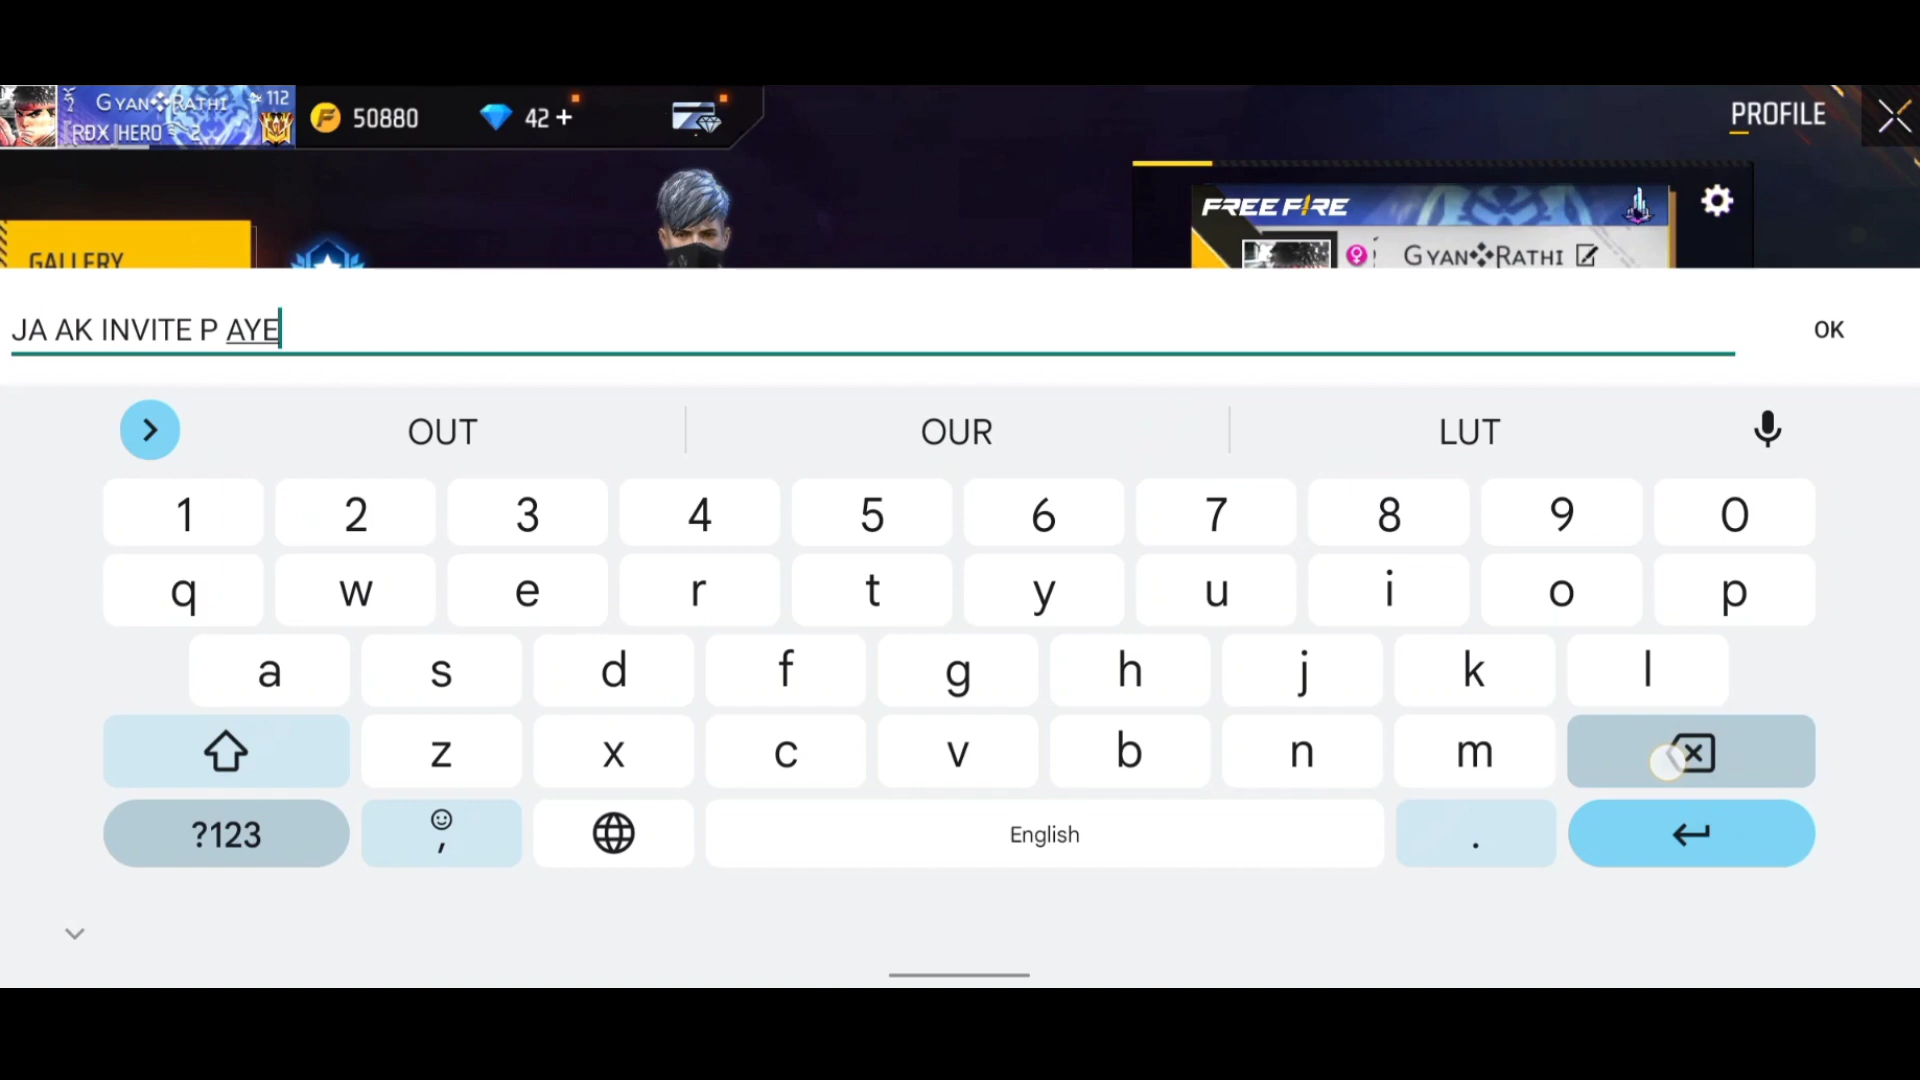 GYAN❖RATHI 112
RDX HERO 2
50880
42 +
PROFILE
GALLERY
FREE FIRE
GYAN❖RATHI
JA AK INVITE P AYE
OK
OUT OUR LUT
1 2 3 4 5 6 7 8 9 0
q w e r t y u i o p
a s d f g h j k l
z x c v b n m
?123 , English .